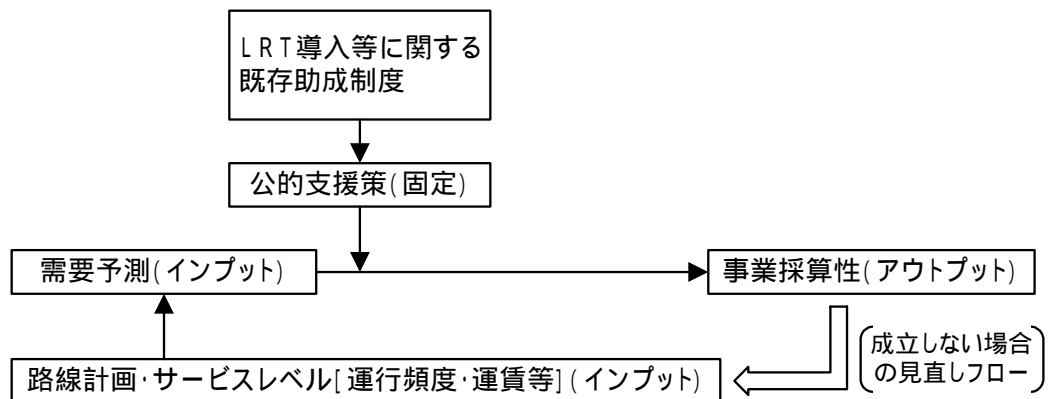 LRT導入等に関する
既存助成制度
公的支援策(固定)
需要予測(インプット)
事業採算性(アウトプット)
成立しない場合
の見直しフロー
路線計画・サービスレベル[運行頻度・運賃等](インプット)